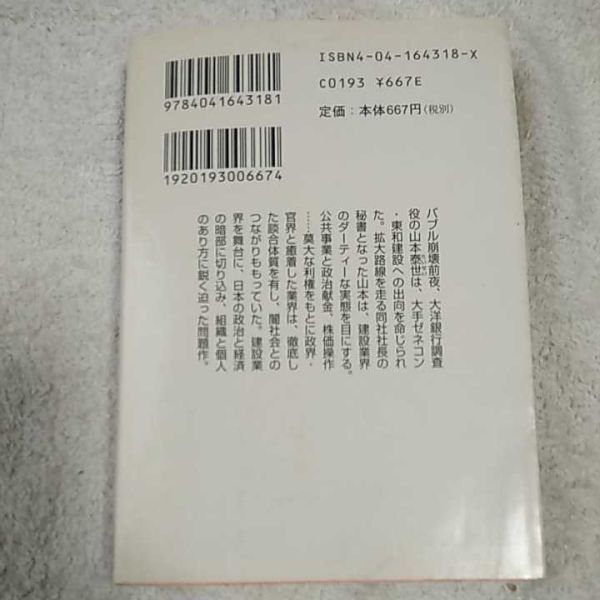 ISBN4-04-164318-X
C0193 ¥667E
定価：本体667円(税別)
9784041643181
1920193006674
バブル崩壊前夜、大洋銀行調査
役の山本泰世は、大手ゼネコン
・東和建設への出向を命じられ
た。拡大路線を走る同社社長の
秘書となった山本は、建設業界
のダーティーな実態を目にする。
公共事業と政治献金、株価操作
……莫大な利権をもとに政界・
官界と癒着した業界は、徹底し
た談合体質を有し、闇社会との
つながりももっていた。建設業
界を舞台に、日本の政治と経済
の暗部に切り込み、組織と個人
のあり方に鋭く迫った問題作。